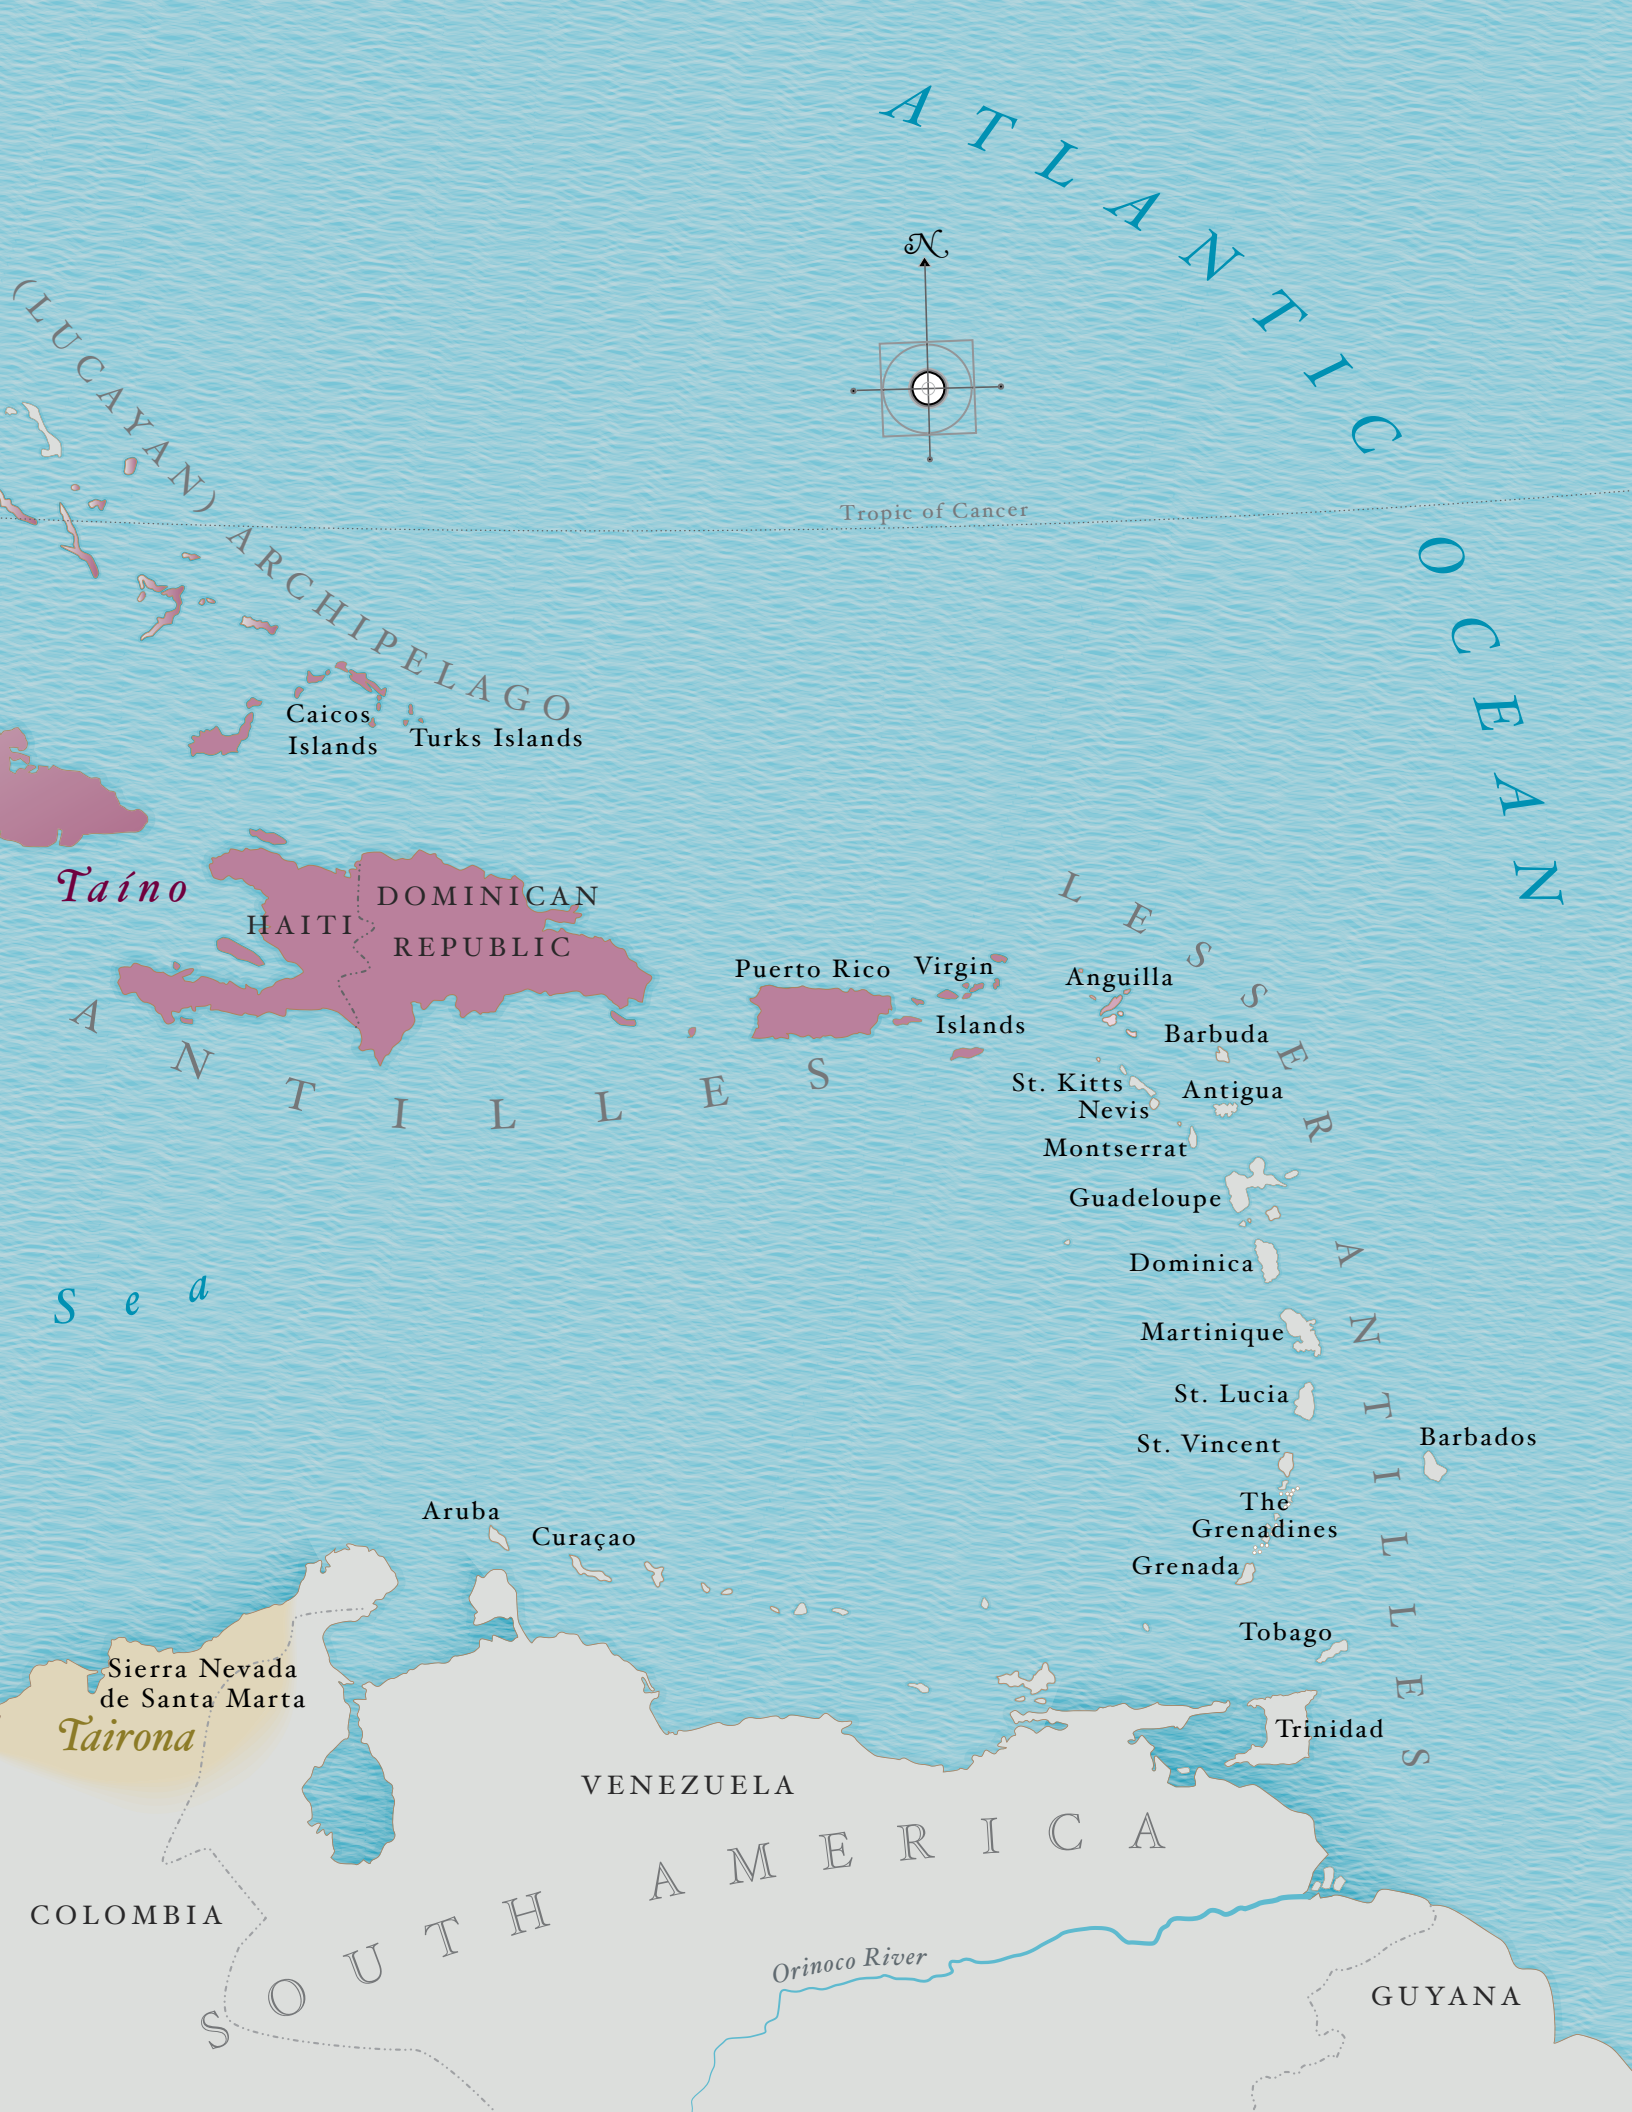 ATLANTIC OCEAN
N
(LUCAYAN) ARCHIPELAGO
Tropic of Cancer
Caicos
Islands
Turks Islands
Taíno
HAITI
DOMINICAN
REPUBLIC
Puerto Rico
Virgin
Islands
ANTILLES
LESSER ANTILLES
Anguilla
Barbuda
St. Kitts
Nevis
Antigua
Montserrat
Guadeloupe
Dominica
Sea
Martinique
St. Lucia
St. Vincent
Barbados
The
Grenadines
Grenada
Aruba
Curaçao
Tobago
Trinidad
Sierra Nevada
de Santa Marta
Tairona
VENEZUELA
SOUTH AMERICA
COLOMBIA
Orinoco River
GUYANA